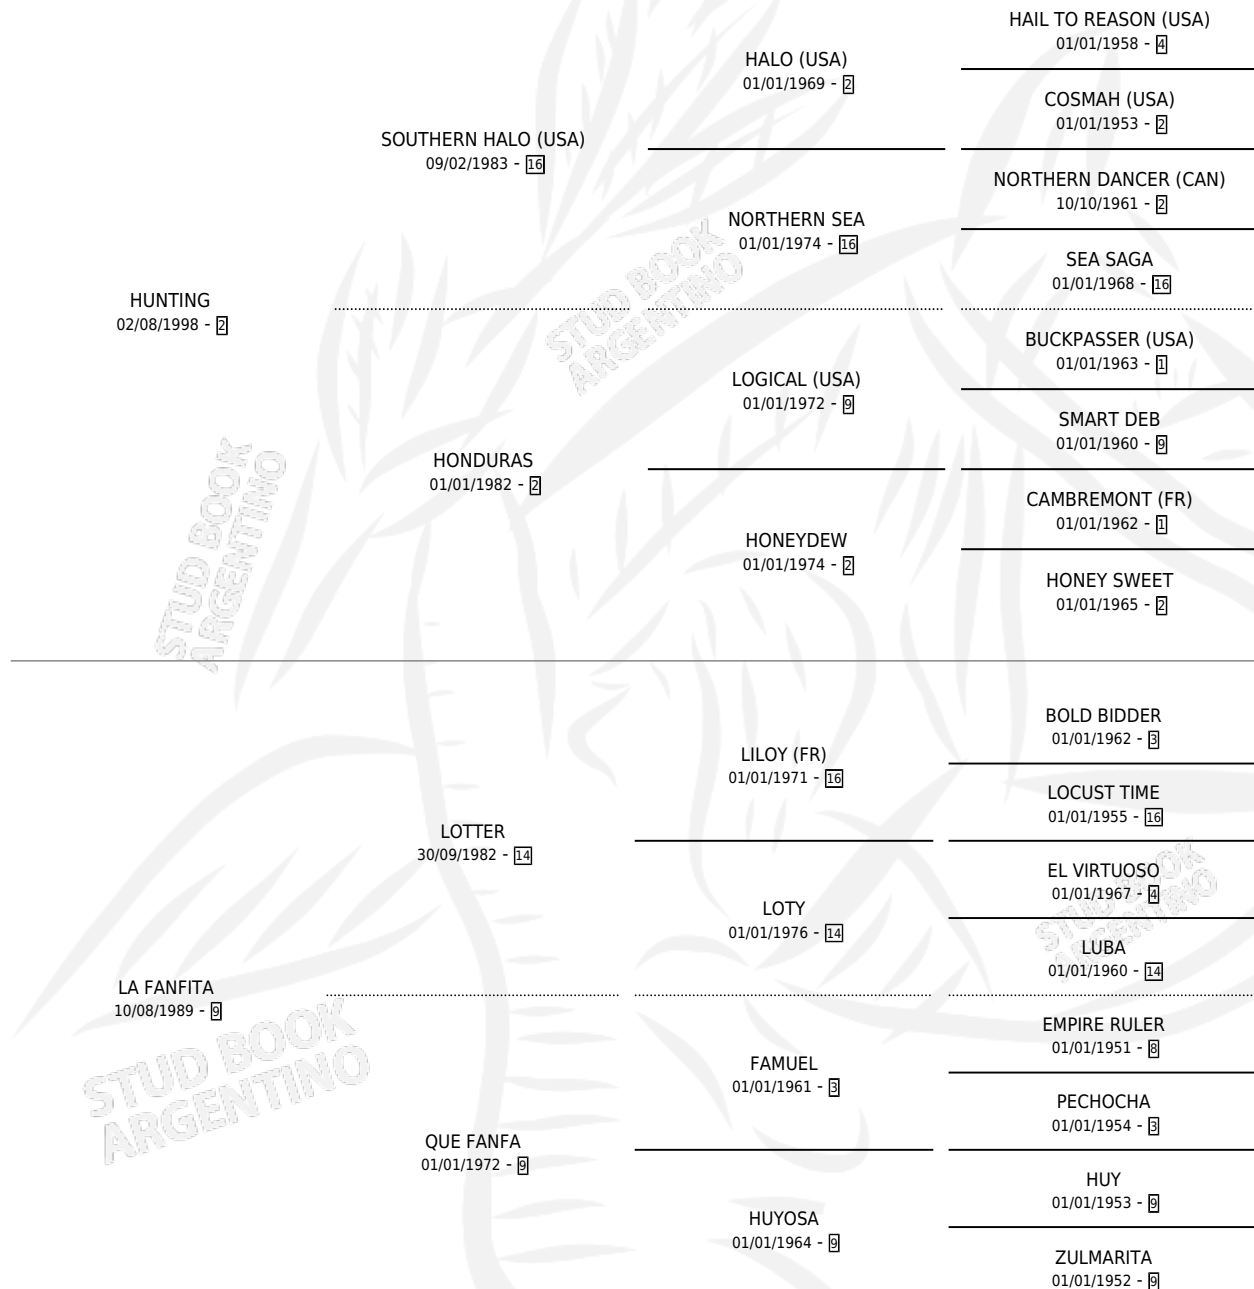 HAIL TO REASON (USA)
01/01/1958 - 4
HALO (USA)
01/01/1969 - 2
COSMAH (USA)
01/01/1953 - 2
SOUTHERN HALO (USA)
09/02/1983 - 16
NORTHERN DANCER (CAN)
10/10/1961 - 2
NORTHERN SEA
01/01/1974 - 16
SEA SAGA
01/01/1968 - 16
HUNTING
02/08/1998 - 2
BUCKPASSER (USA)
01/01/1963 - 1
LOGICAL (USA)
01/01/1972 - 9
SMART DEB
01/01/1960 - 9
HONDURAS
01/01/1982 - 2
CAMBREMONT (FR)
01/01/1962 - 1
HONEYDEW
01/01/1974 - 2
HONEY SWEET
01/01/1965 - 2
BOLD BIDDER
01/01/1962 - 3
LILOY (FR)
01/01/1971 - 16
LOCUST TIME
01/01/1955 - 16
LOTTER
30/09/1982 - 14
EL VIRTUOSO
01/01/1967 - 4
LOTY
01/01/1976 - 14
LUBA
01/01/1960 - 14
LA FANFITA
10/08/1989 - 9
EMPIRE RULER
01/01/1951 - 8
FAMUEL
01/01/1961 - 3
PECHOCHA
01/01/1954 - 3
QUE FANFA
01/01/1972 - 9
HUY
01/01/1953 - 9
HUYOSA
01/01/1964 - 9
ZULMARITA
01/01/1952 - 9
STUD BOOK
ARGENTINO
STUD BOOK
ARGENTINO
STUD BOOK
ARGENTINO
STUD BOOK
ARGENTINO